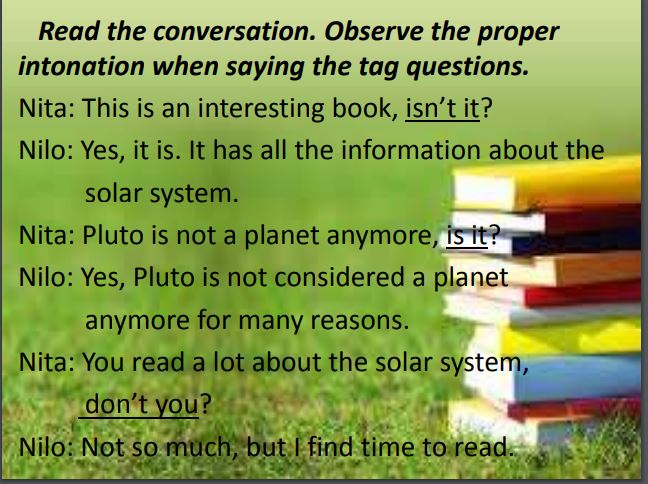 Read the conversation. Observe the proper
intonation when saying the tag questions.
Nita: This is an interesting book, isn’t it?
Nilo: Yes, it is. It has all the information about the
solar system.
Nita: Pluto is not a planet anymore, is it?
Nilo: Yes, Pluto is not considered a planet
anymore for many reasons.
Nita: You read a lot about the solar system,
don’t you?
Nilo: Not so much, but I find time to read.